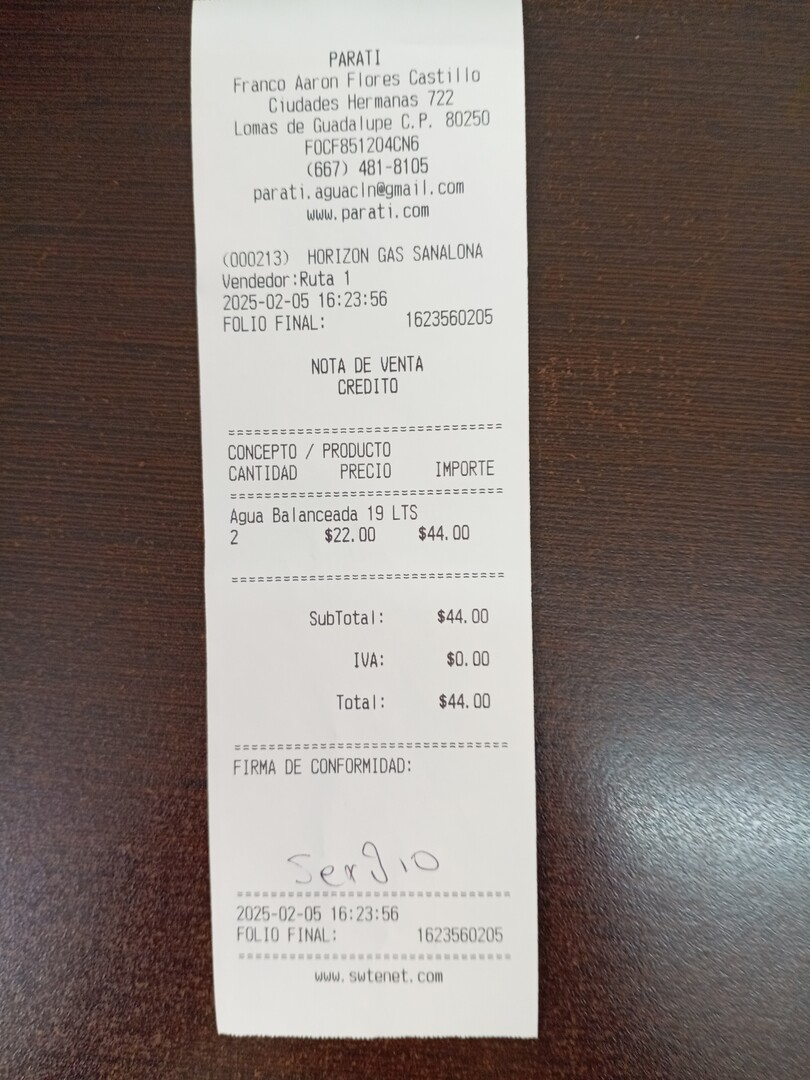 PARATI
Franco Aaron Flores Castillo
Ciudades Hermanas 722
Lomas de Guadalupe C.P. 80250
FOCF851204CN6
(667) 481-8105
parati.aguacln@gmail.com
www.parati.com
(000213) HORIZON GAS SANALONA
Vendedor:Ruta 1
2025-02-05 16:23:56
FOLIO FINAL: 1623560205
NOTA DE VENTA
CREDITO
================================
CONCEPTO / PRODUCTO
CANTIDAD PRECIO IMPORTE
================================
Agua Balanceada 19 LTS
2 $22.00 $44.00
================================
SubTotal: $44.00
IVA: $0.00
Total: $44.00
================================
FIRMA DE CONFORMIDAD:
Sergio
================================
2025-02-05 16:23:56
FOLIO FINAL: 1623560205
================================
www.swtenet.com